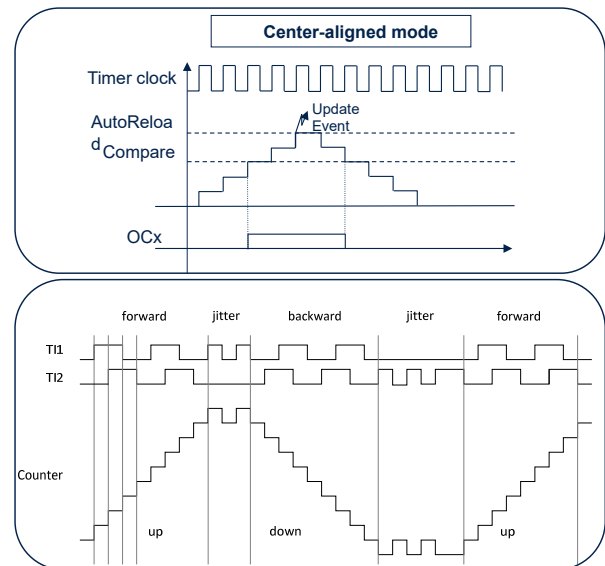 Center-aligned mode
Timer clock
Update
Event
AutoReloa
d
Compare
OCx
forward jitter backward jitter forward
TI1
TI2
Counter
up down up